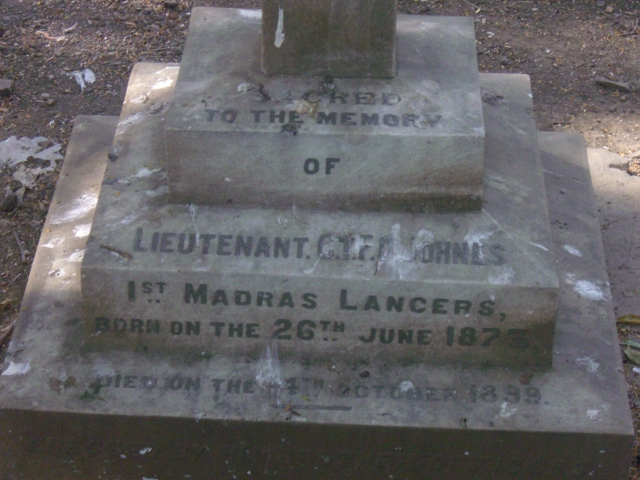 SACRED
TO THE MEMORY
OF
LIEUTENANT. JOHNES
1ST MADRAS LANCERS,
BORN ON THE 26TH JUNE
DIED ON THE OCTOBER 1899.